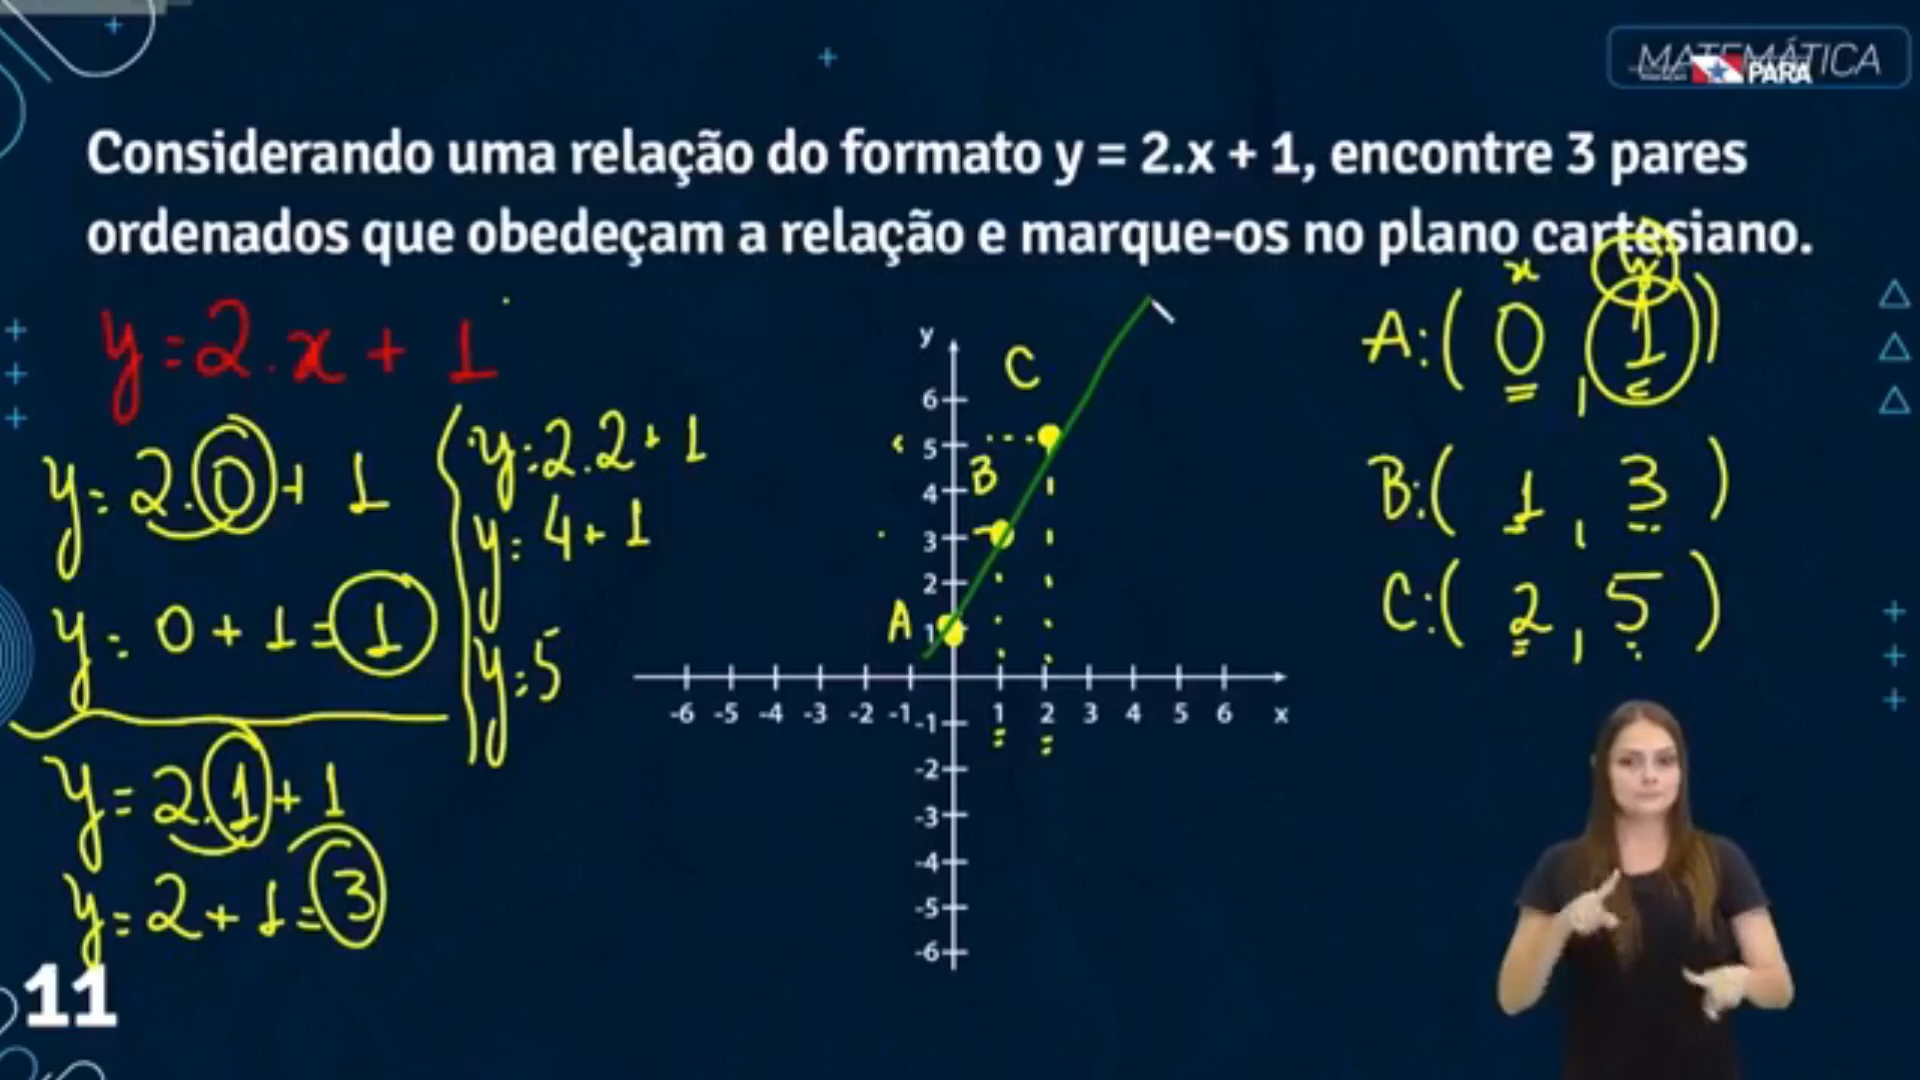 MATEMÁTICA
PARÁ
Considerando uma relação do formato y = 2.x + 1, encontre 3 pares
ordenados que obedeçam a relação e marque-os no plano cartesiano.
y=2.x + 1
y= 2.0+ 1
y= 0+1=1
y= 2.1+1
y=2+1=3
y=2.2+1
y= 4+1
y=5
y
C
6
5
B
4
3
2
A
1
-6 -5 -4 -3 -2 -1 1 2 3 4 5 6 x
-1
-2
-3
-4
-5
-6
x y
A:( 0 , 1 )
B:( 1 , 3 )
C:( 2 , 5 )
11